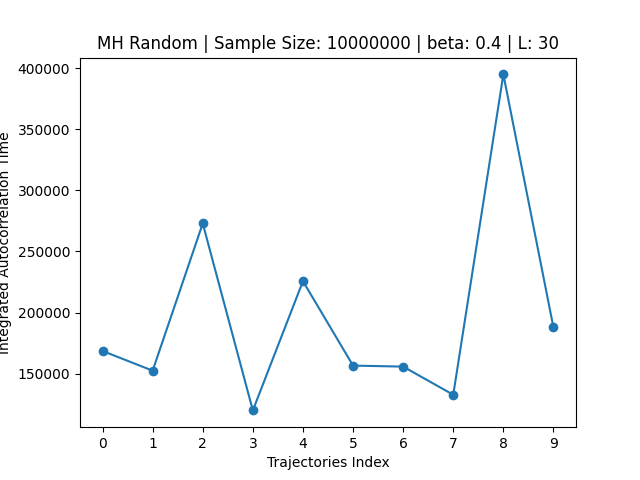 MH Random | Sample Size: 10000000 | beta: 0.4 | L: 30
Integrated Autocorrelation Time
400000
350000
300000
250000
200000
150000
0 1 2 3 4 5 6 7 8 9
Trajectories Index